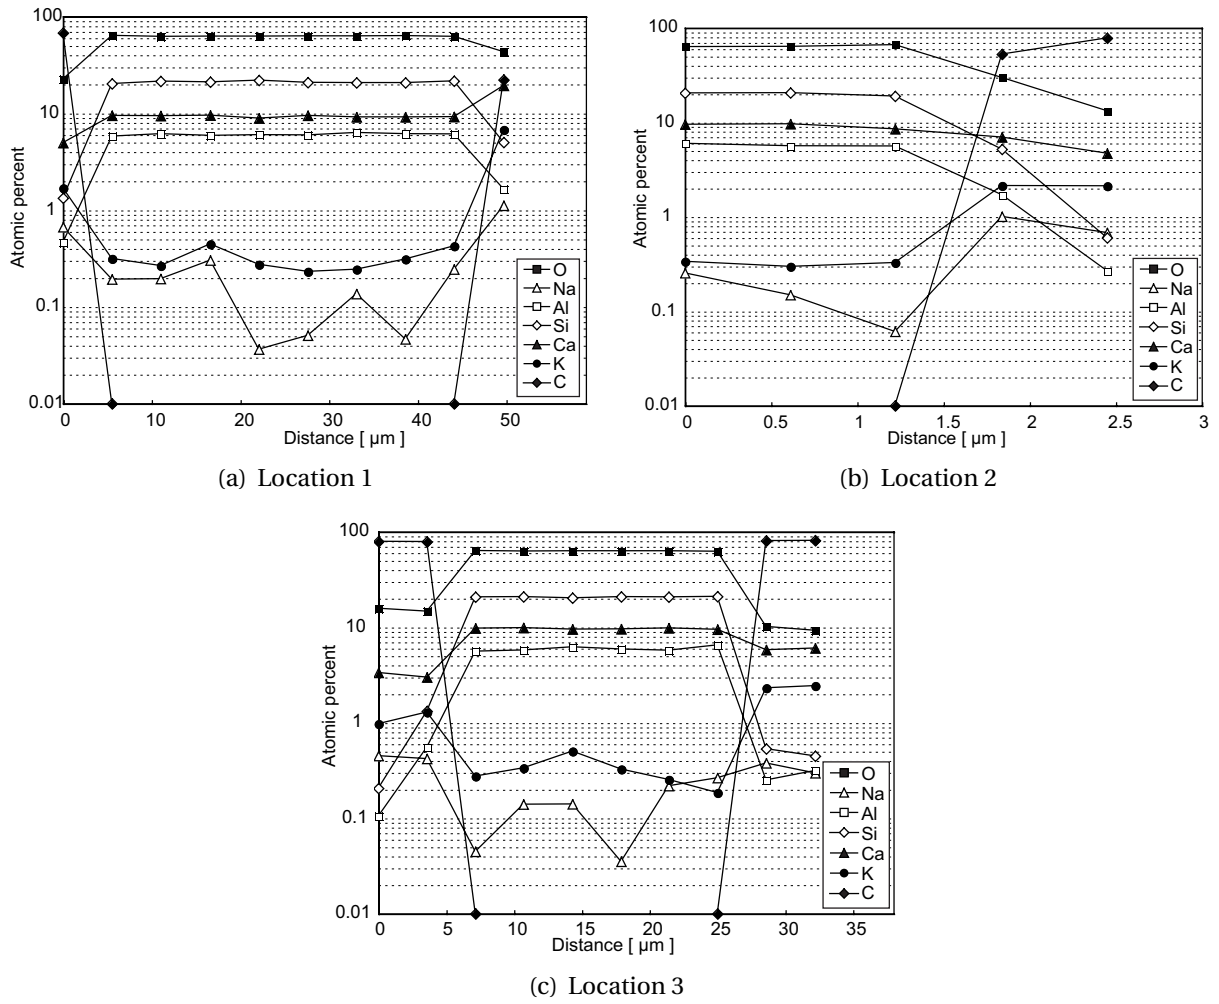 100
10
1
0.1
0.01
Atomic percent
0 10 20 30 40 50
Distance [ µm ]
O
Na
Al
Si
Ca
K
C
(a) Location 1
100
10
1
0.1
0.01
Atomic percent
0 0.5 1 1.5 2 2.5 3
Distance [ µm ]
O
Na
Al
Si
Ca
K
C
(b) Location 2
100
10
1
0.1
0.01
Atomic percent
0 5 10 15 20 25 30 35
Distance [ µm ]
O
Na
Al
Si
Ca
K
C
(c) Location 3